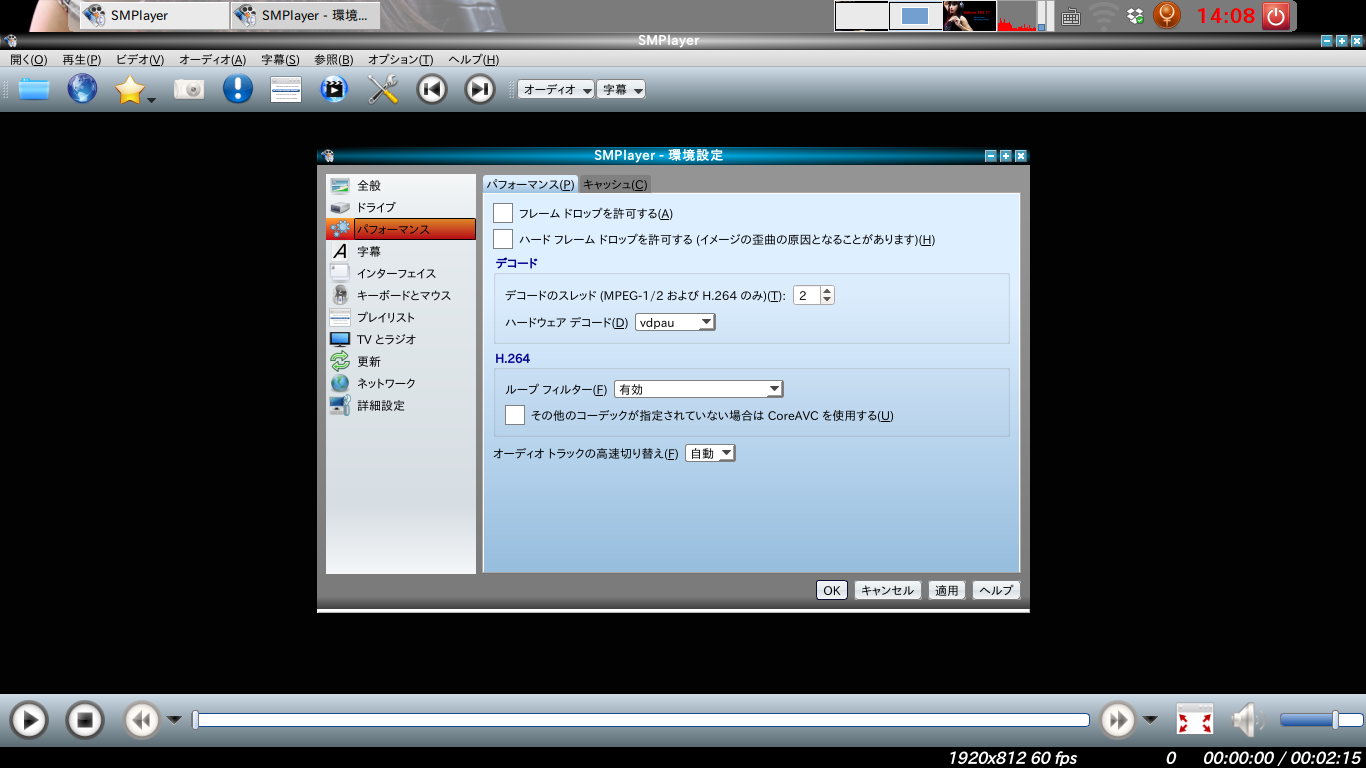 SMPlayer
SMPlayer - 環境...
14:08
SMPlayer
開く(O) 再生(P) ビデオ(V) オーディオ(A) 字幕(S) 参照(B) オプション(T) ヘルプ(H)
オーディオ 字幕
SMPlayer - 環境設定
全般
ドライブ
パフォーマンス
字幕
インターフェイス
キーボードとマウス
プレイリスト
TV とラジオ
更新
ネットワーク
詳細設定
パフォーマンス(P) キャッシュ(C)
フレーム ドロップを許可する(A)
ハード フレーム ドロップを許可する (イメージの歪曲の原因となることがあります)(H)
デコード
デコードのスレッド (MPEG-1/2 および H.264 のみ)(T): 2
ハードウェア デコード(D) vdpau
H.264
ループ フィルター(F) 有効
その他のコーデックが指定されていない場合は CoreAVC を使用する(U)
オーディオ トラックの高速切り替え(F) 自動
OK キャンセル 適用 ヘルプ
1920x812 60 fps 0 00:00:00 / 00:02:15